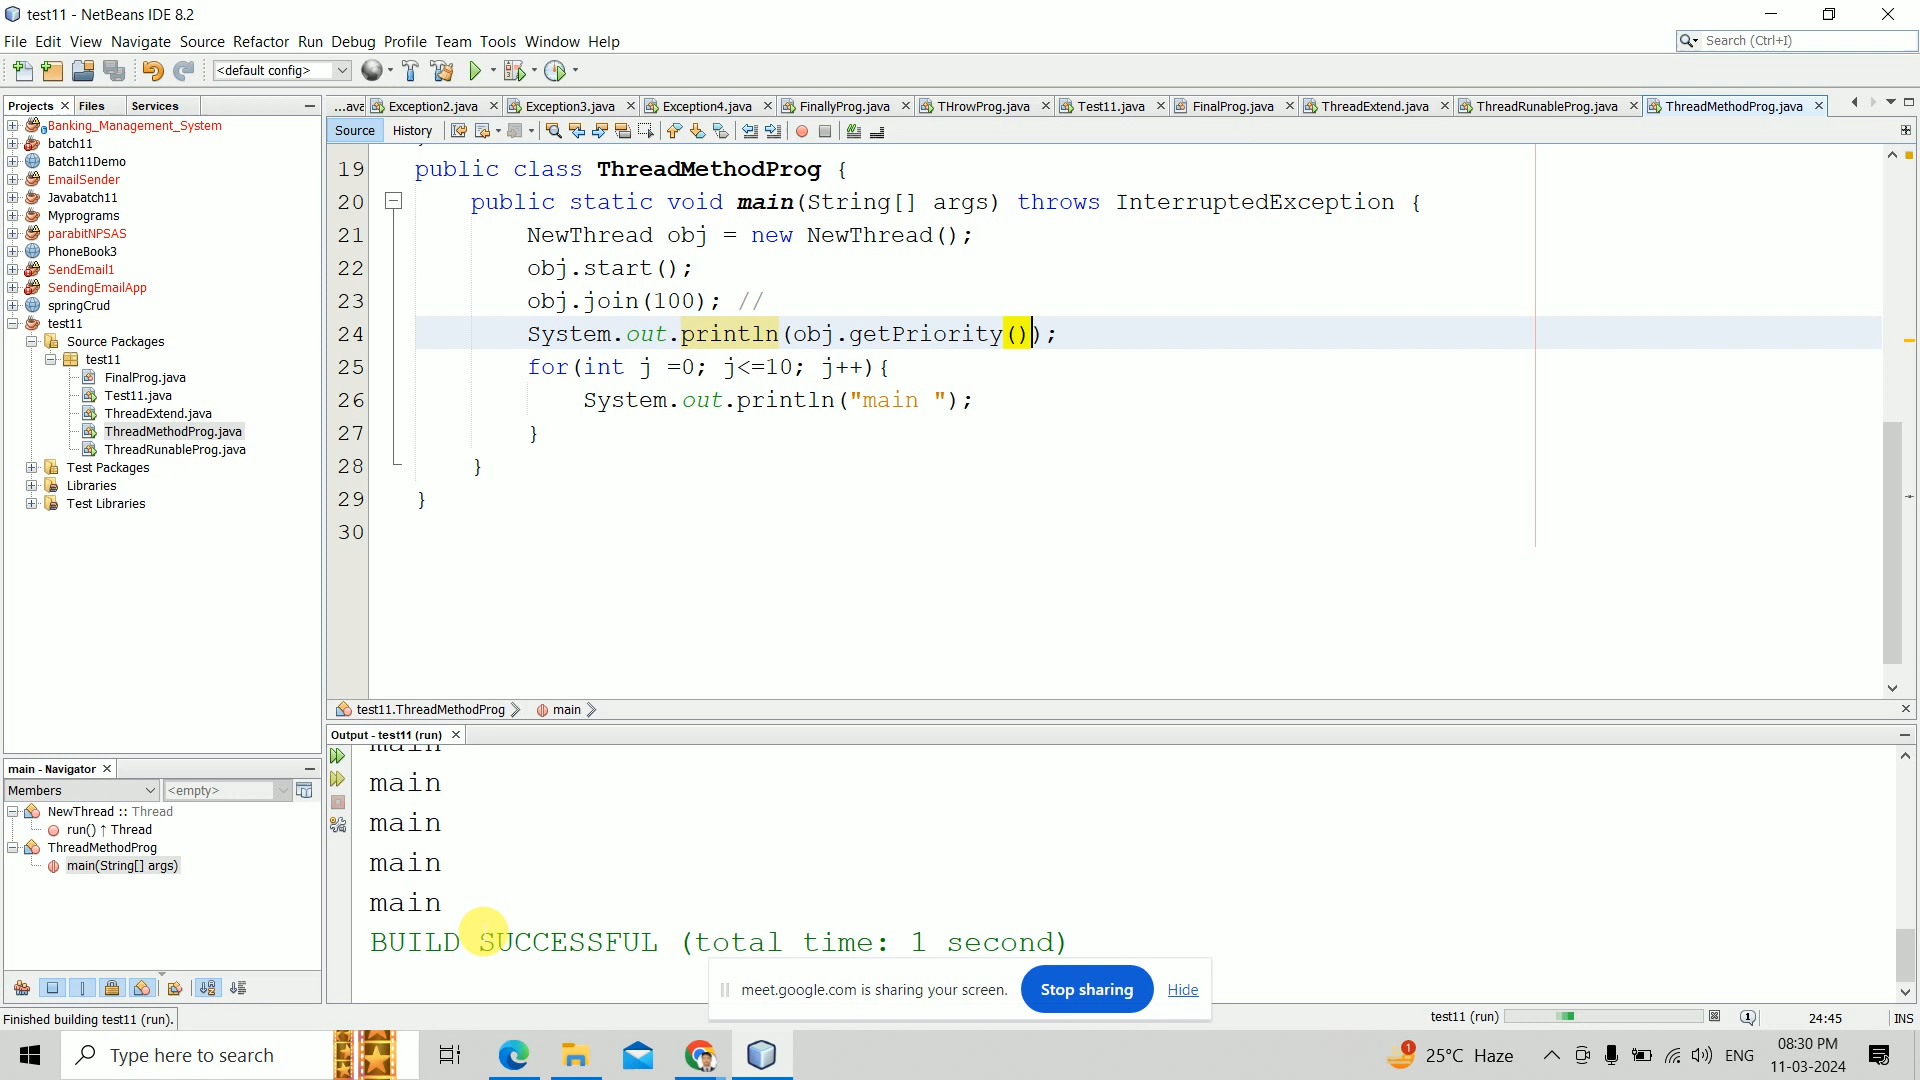 test11 - NetBeans IDE 8.2
File Edit View Navigate Source Refactor Run Debug Profile Team Tools Window Help
Search (Ctrl+I)
<default config>
Projects Files Services
...ava Exception2.java Exception3.java Exception4.java FinallyProg.java THrowProg.java Test11.java FinalProg.java ThreadExtend.java ThreadRunableProg.java ThreadMethodProg.java
Source History
Banking_Management_System
batch11
Batch11Demo
EmailSender
Javabatch11
Myprograms
parabitNPSAS
PhoneBook3
SendEmail1
SendingEmailApp
springCrud
test11
Source Packages
test11
FinalProg.java
Test11.java
ThreadExtend.java
ThreadMethodProg.java
ThreadRunableProg.java
Test Packages
Libraries
Test Libraries
19 public class ThreadMethodProg {
20 public static void main(String[] args) throws InterruptedException {
21 NewThread obj = new NewThread();
22 obj.start();
23 obj.join(100); //
24 System.out.println(obj.getPriority());
25 for(int j =0; j<=10; j++){
26 System.out.println("main ");
27 }
28 }
29 }
30
test11.ThreadMethodProg main
main - Navigator
Members <empty>
NewThread :: Thread
run() ↑ Thread
ThreadMethodProg
main(String[] args)
Output - test11 (run)
main
main
main
main
main
BUILD SUCCESSFUL (total time: 1 second)
meet.google.com is sharing your screen. Stop sharing Hide
Finished building test11 (run).
test11 (run) 1 24:45 INS
Type here to search
1 25°C Haze ENG 08:30 PM
11-03-2024